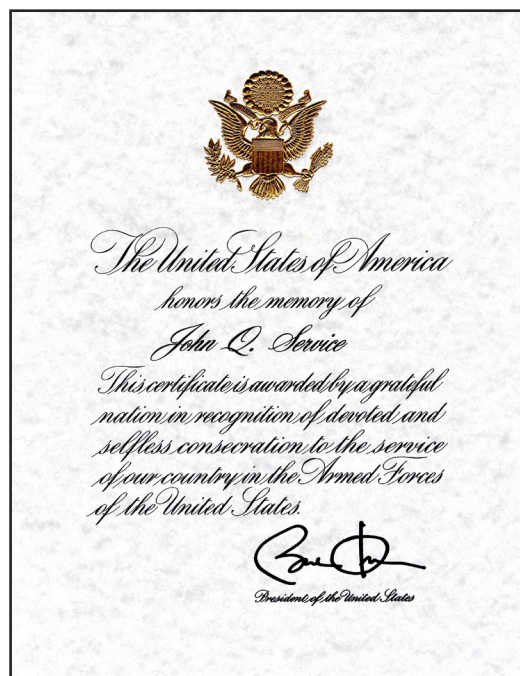 The United States of America
honors the memory of
John Q. Service
This certificate is awarded by a grateful
nation in recognition of devoted and
selfless consecration to the service
of our country in the Armed Forces
of the United States.
President of the United States